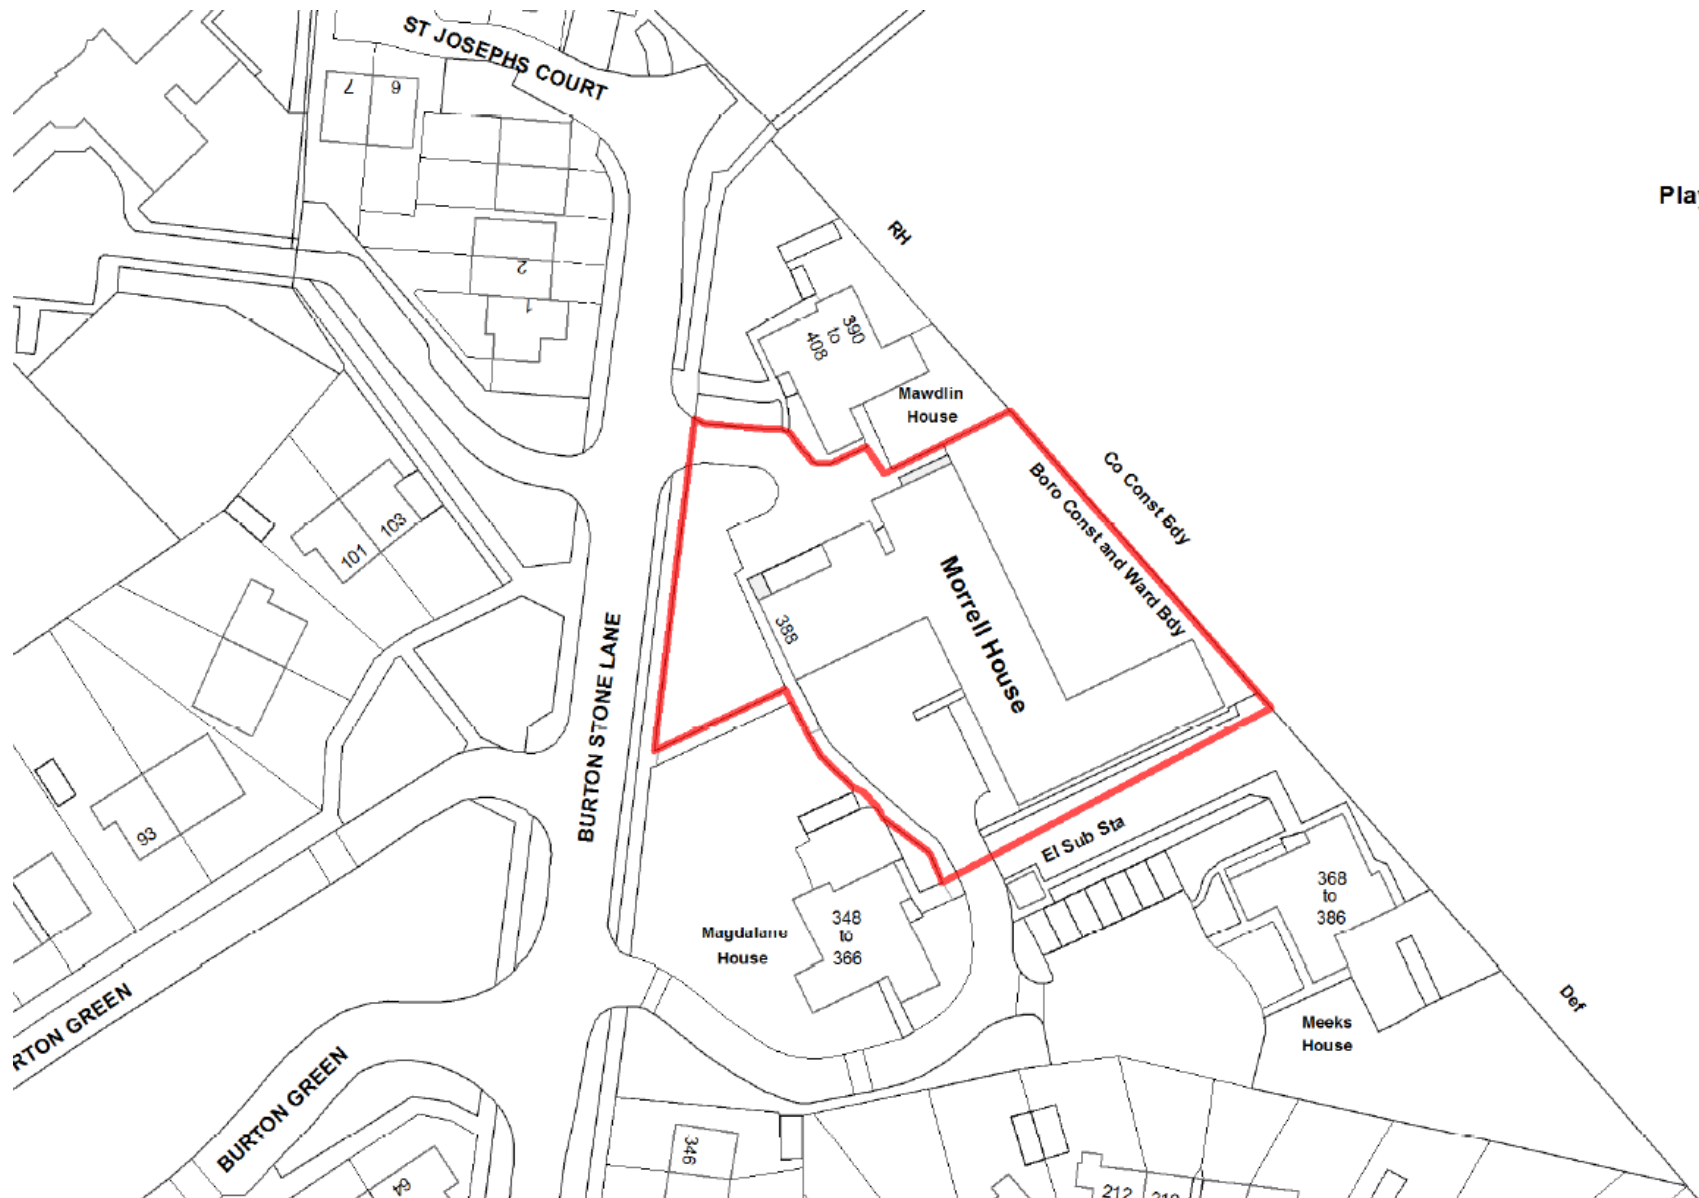 ST JOSEPHS COURT
7
6
Pla
RH
2
1
390
to
408
Mawdlin
House
Co Const Bdy
Boro Const and Ward Bdy
103
101
Morrell House
388
BURTON STONE LANE
93
El Sub Sta
368
to
386
348
to
366
Magdalane
House
Def
Meeks
House
RTON GREEN
BURTON GREEN
346
64
212